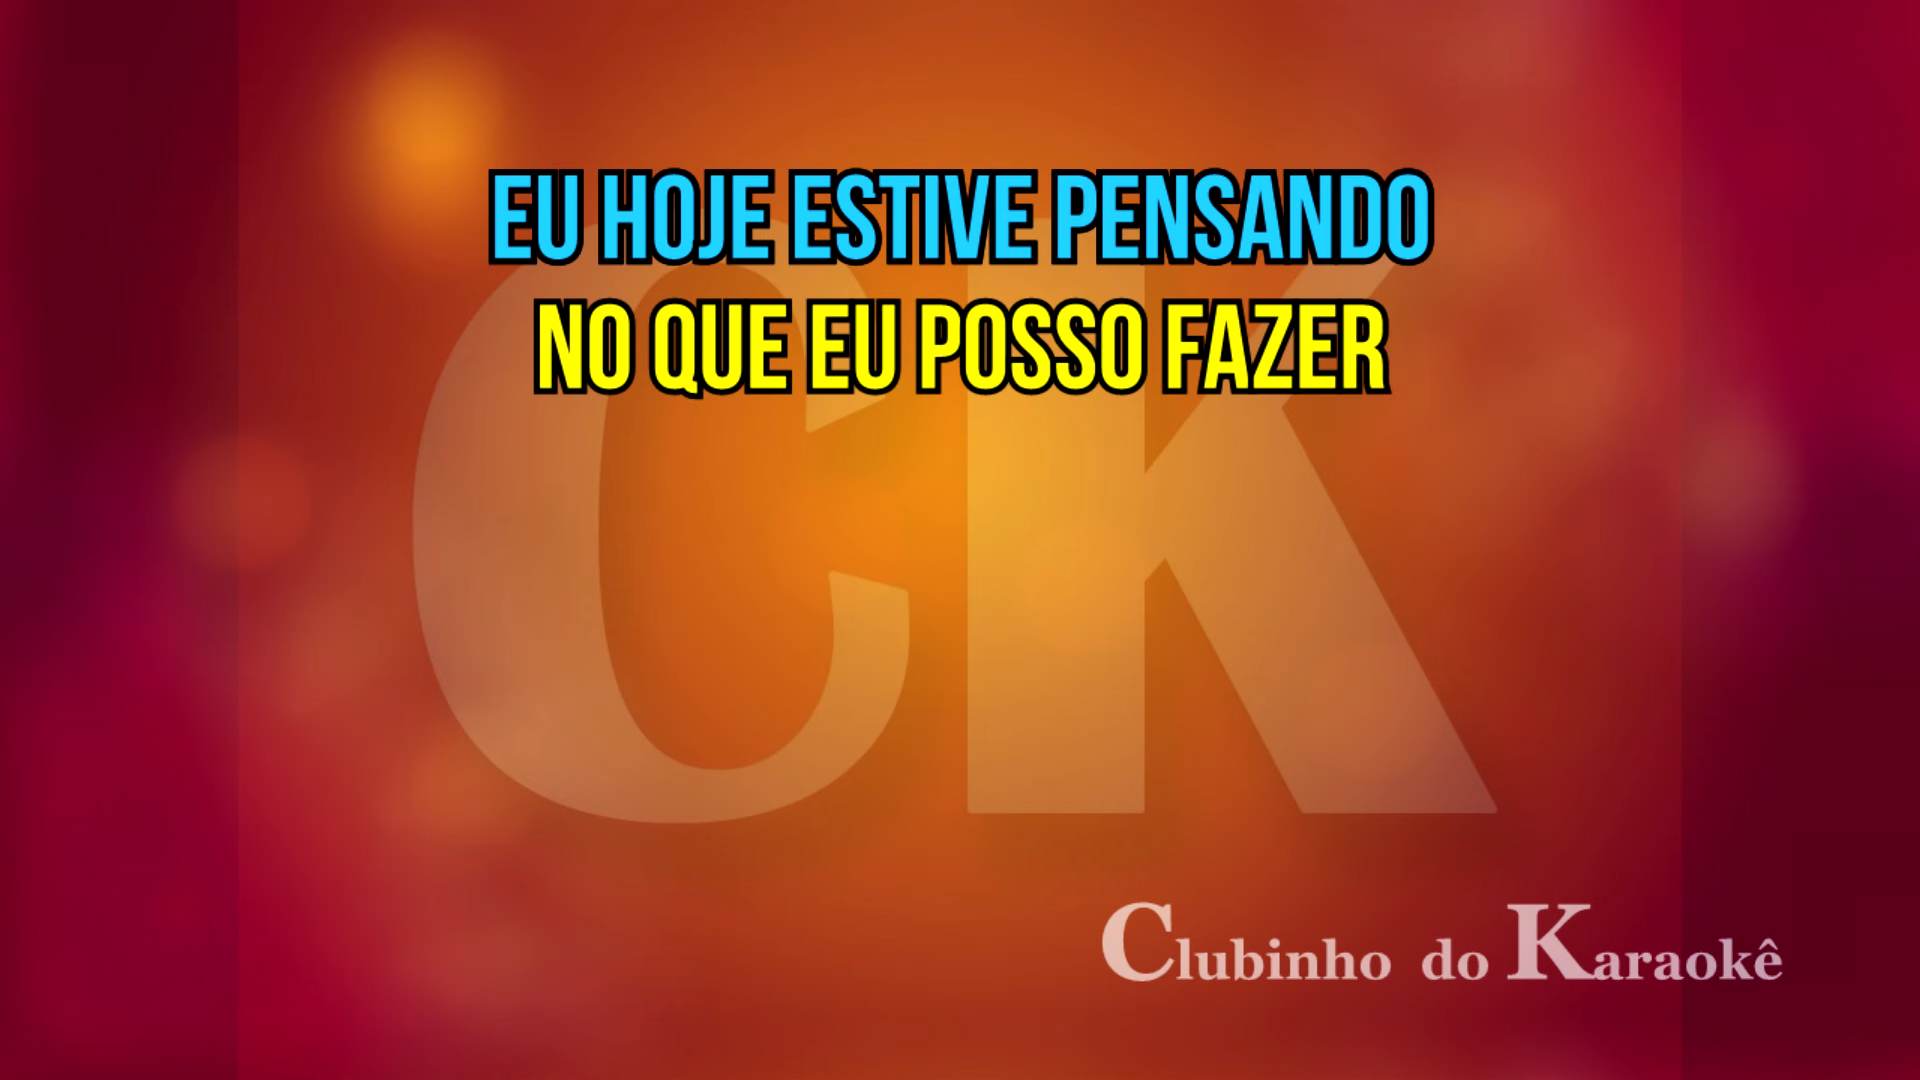 EU HOJE ESTIVE PENSANDO
NO QUE EU POSSO FAZER
CK
Clubinho do Karaokê